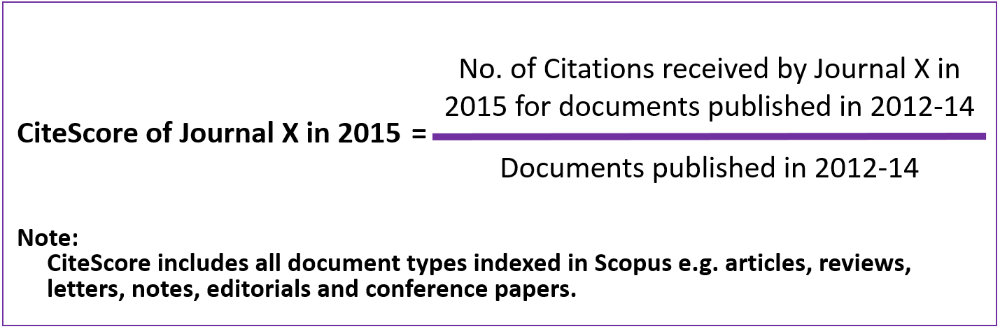 No. of Citations received by Journal X in
2015 for documents published in 2012-14
CiteScore of Journal X in 2015 =
Documents published in 2012-14
Note:
CiteScore includes all document types indexed in Scopus e.g. articles, reviews,
letters, notes, editorials and conference papers.